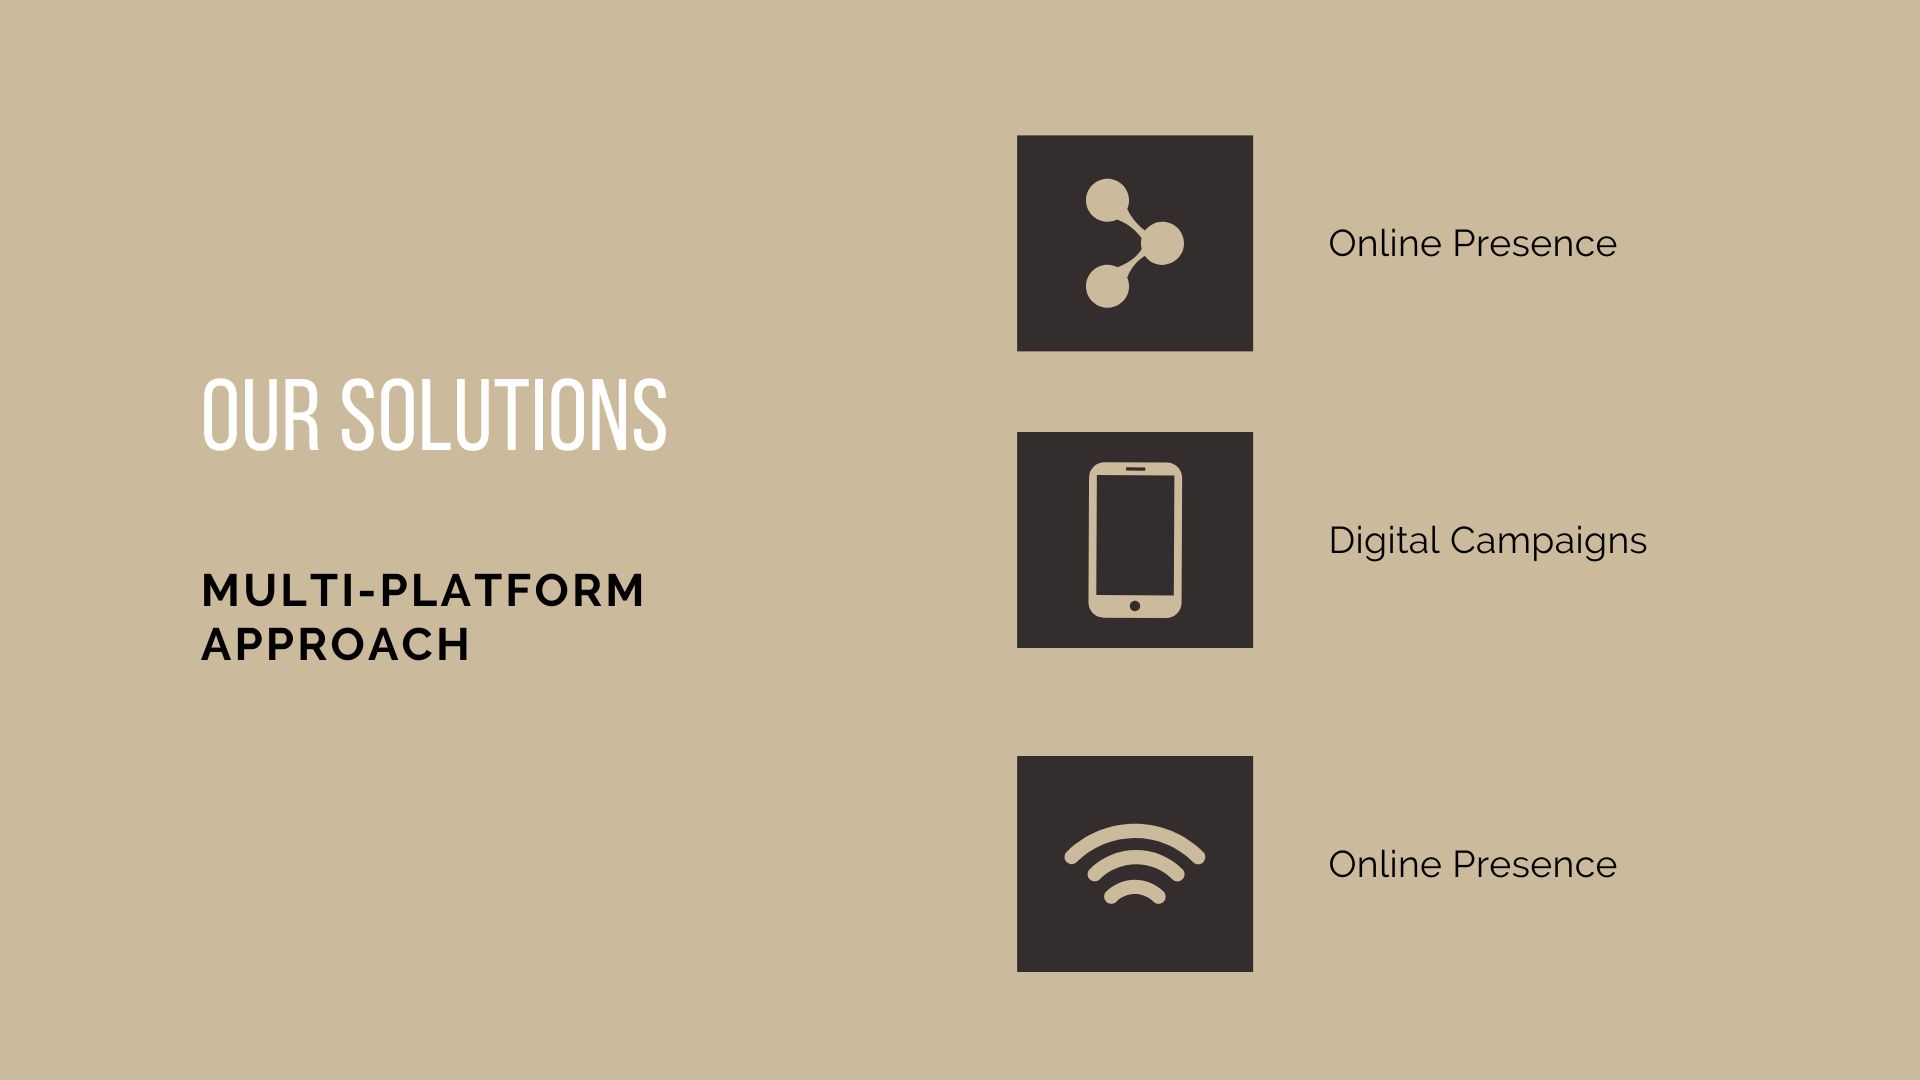 OUR SOLUTIONS
MULTI-PLATFORM
APPROACH
Online Presence
Digital Campaigns
Online Presence